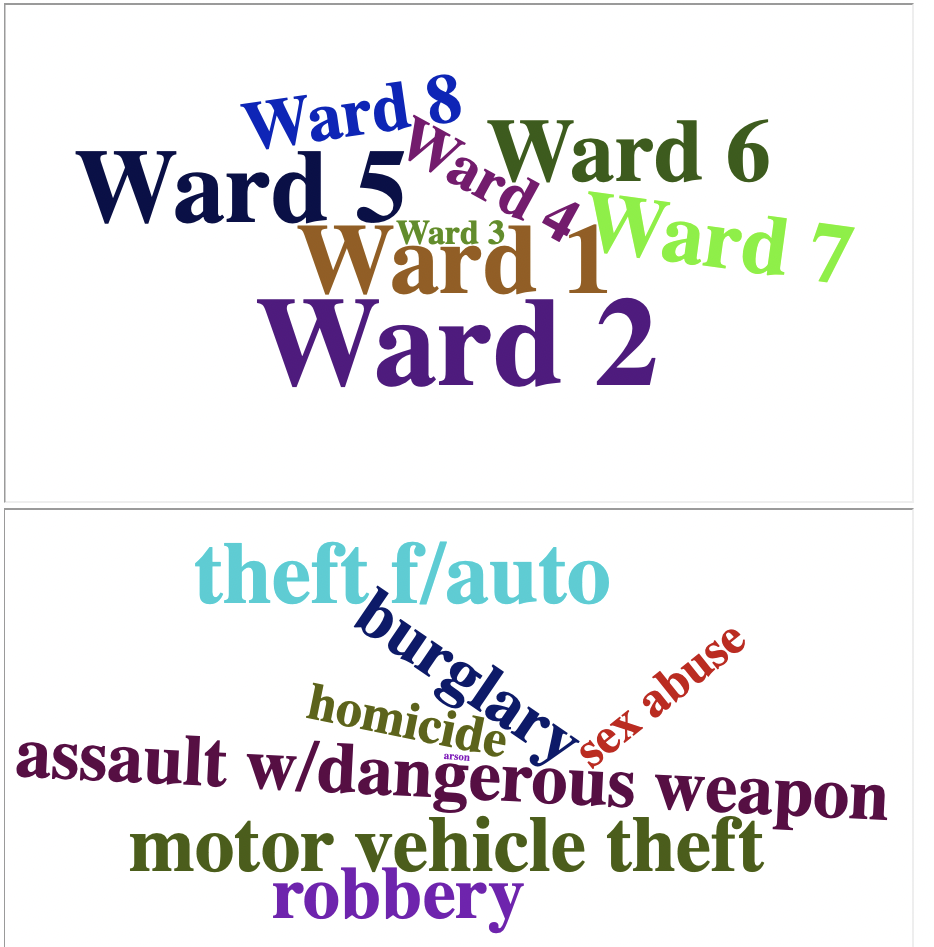 Ward 8
Ward 4
Ward 6
Ward 5
Ward 7
Ward 3
Ward 1
Ward 2
theft f/auto
burglary
sex abuse
homicide
arson
assault w/dangerous weapon
motor vehicle theft
robbery